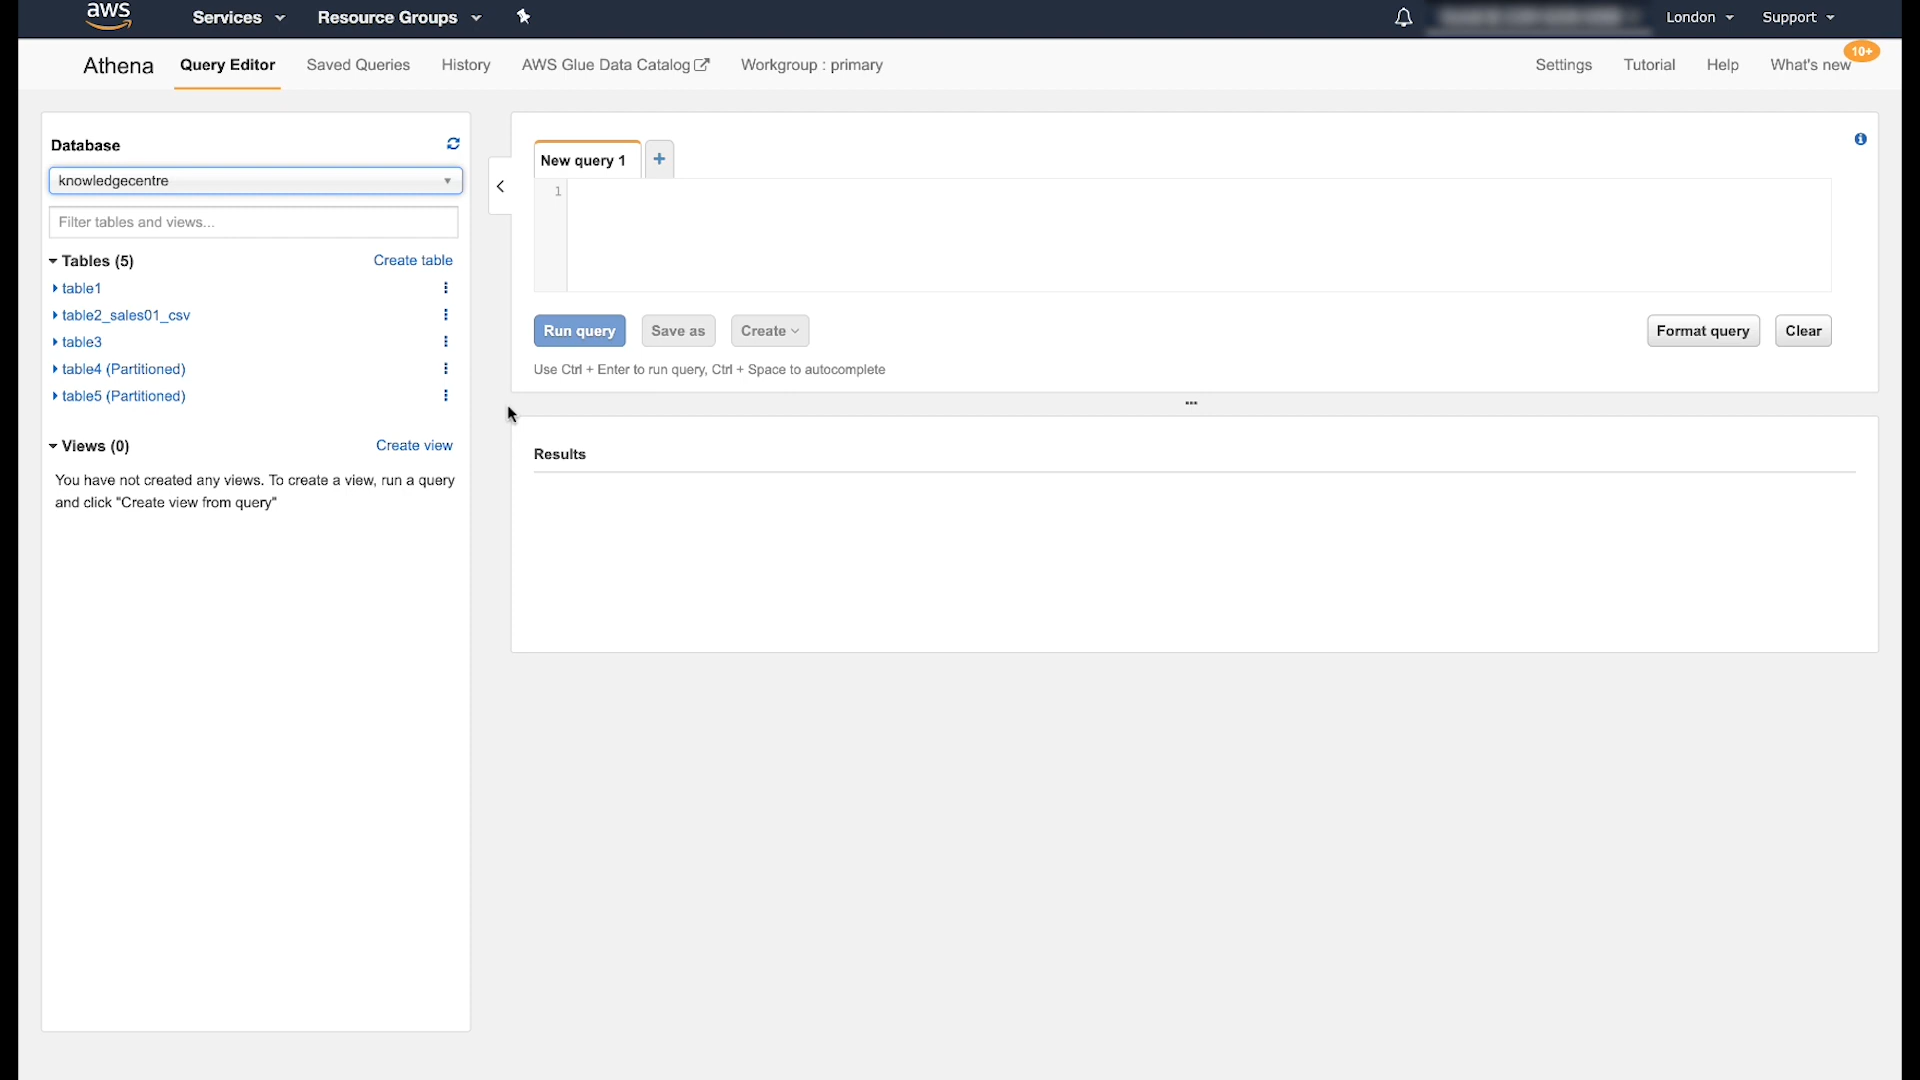 aws Services Resource Groups London Support
Athena Query Editor Saved Queries History AWS Glue Data Catalog Workgroup : primary Settings Tutorial Help What's new 10+
Database
knowledgecentre
Filter tables and views...
Tables (5) Create table
table1
table2_sales01_csv
table3
table4 (Partitioned)
table5 (Partitioned)
Views (0) Create view
You have not created any views. To create a view, run a query
and click "Create view from query"
New query 1 +
1
Run query Save as Create Format query Clear
Use Ctrl + Enter to run query, Ctrl + Space to autocomplete
Results